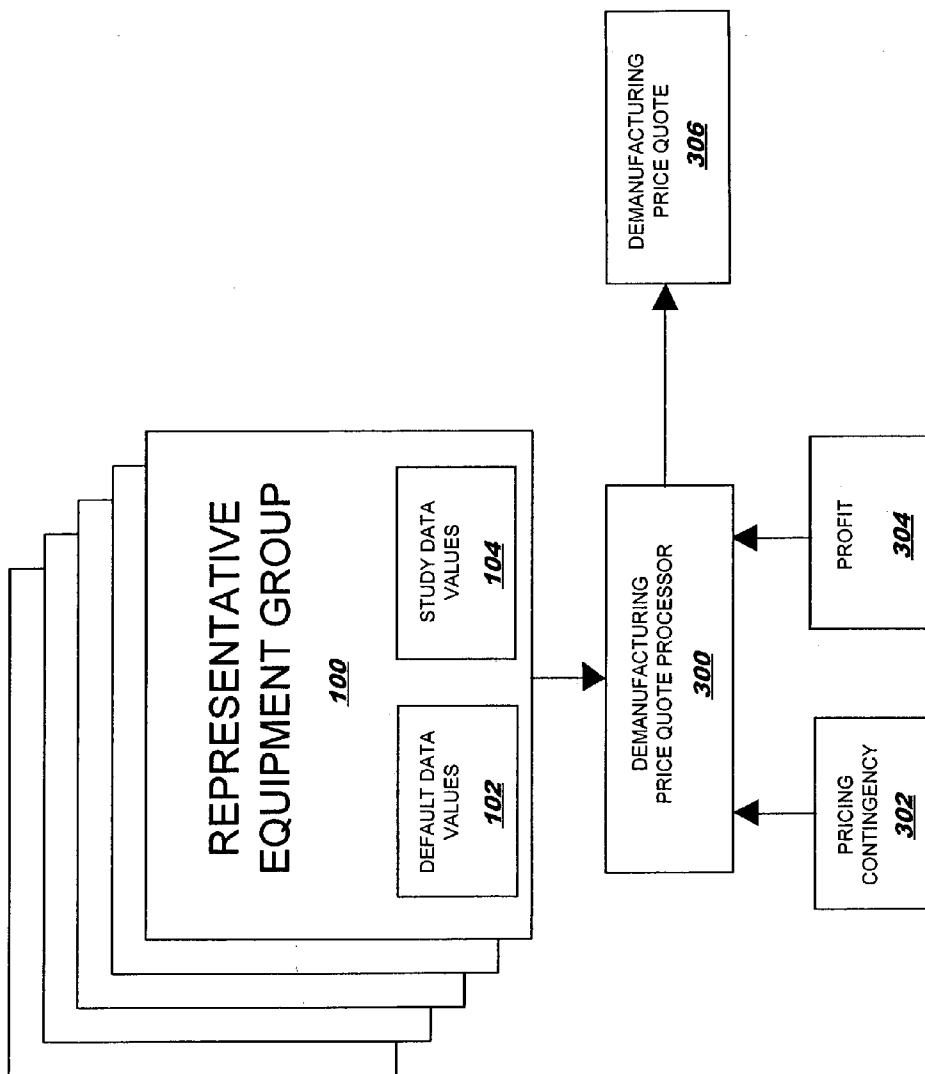 REPRESENTATIVE
EQUIPMENT GROUP
100
DEFAULT DATA
VALUES
102
STUDY DATA
VALUES
104
DEMANUFACTURING
PRICE QUOTE PROCESSOR
300
PRICING
CONTINGENCY
302
PROFIT
304
DEMANUFACTURING
PRICE QUOTE
306